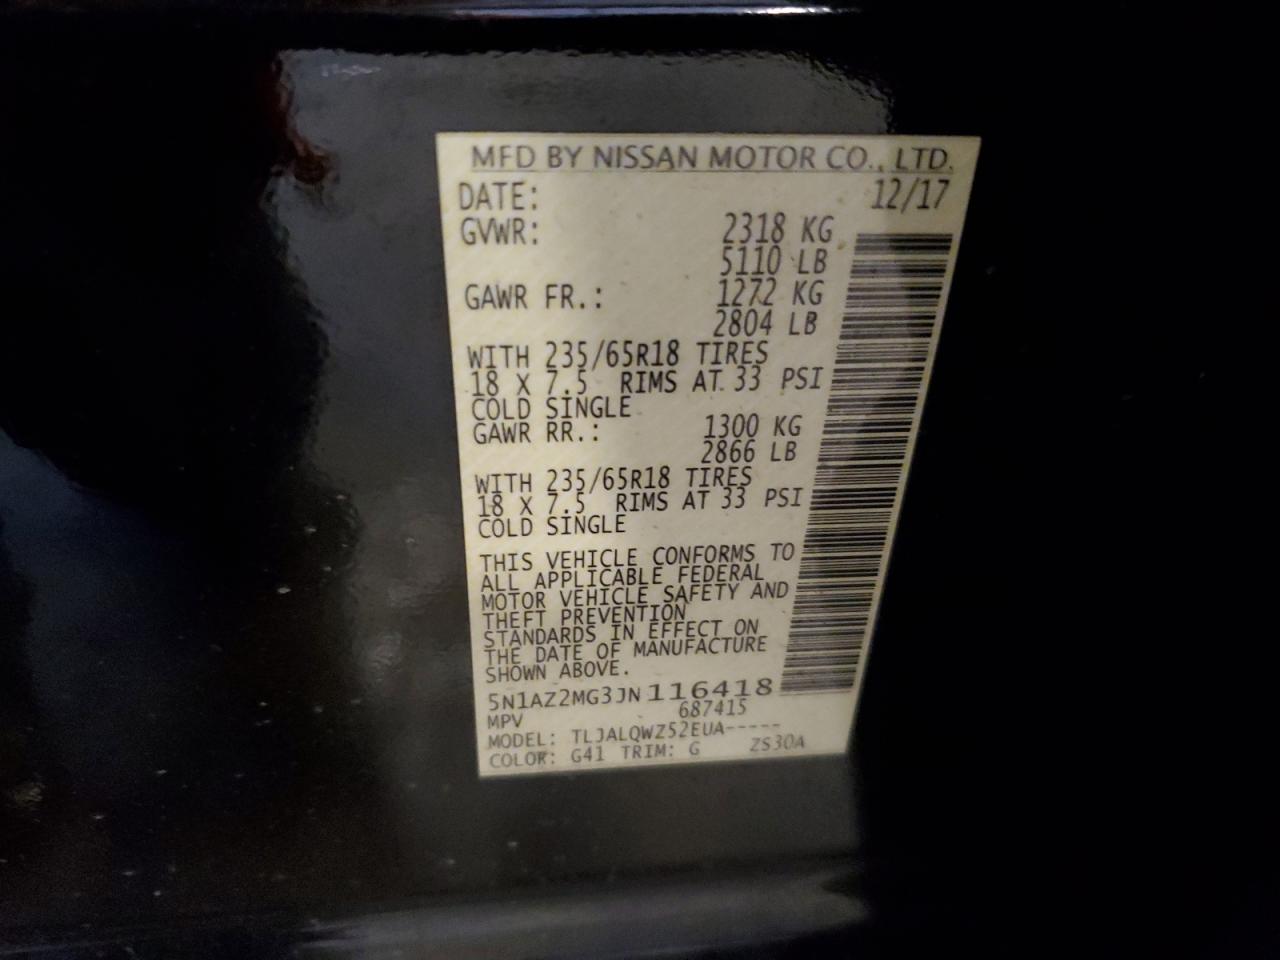 MFD BY NISSAN MOTOR CO., LTD.
DATE: 12/17
GVWR: 2318 KG
5110 LB
GAWR FR.: 1272 KG
2804 LB
WITH 235/65R18 TIRES
18 X 7.5 RIMS AT 33 PSI
COLD SINGLE
GAWR RR.: 1300 KG
2866 LB
WITH 235/65R18 TIRES
18 X 7.5 RIMS AT 33 PSI
COLD SINGLE
THIS VEHICLE CONFORMS TO
ALL APPLICABLE FEDERAL
MOTOR VEHICLE SAFETY AND
THEFT PREVENTION
STANDARDS IN EFFECT ON
THE DATE OF MANUFACTURE
SHOWN ABOVE.
5N1AZ2MG3JN116418
MPV 687415
MODEL: TLJALQWZ52EUA-----
COLOR: G41 TRIM: G ZS30A